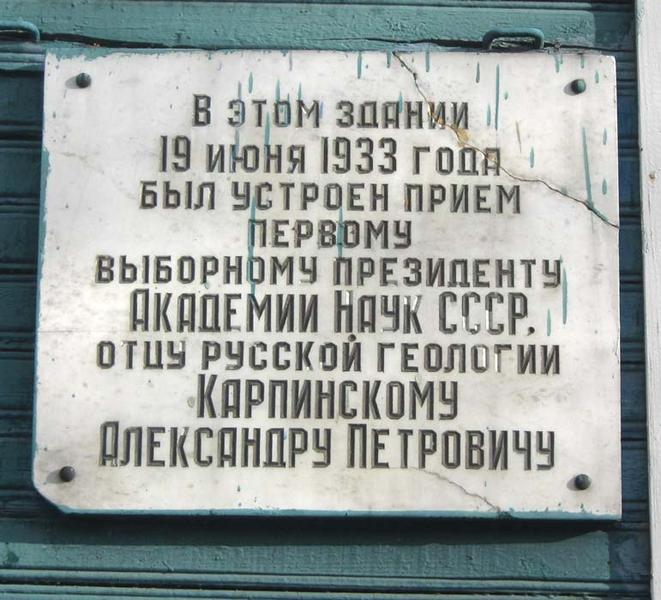 В этом здании
19 июня 1933 года
был устроен прием
первому
выборному президенту
Академии Наук СССР,
отцу русской геологии
Карпинскому
Александру Петровичу